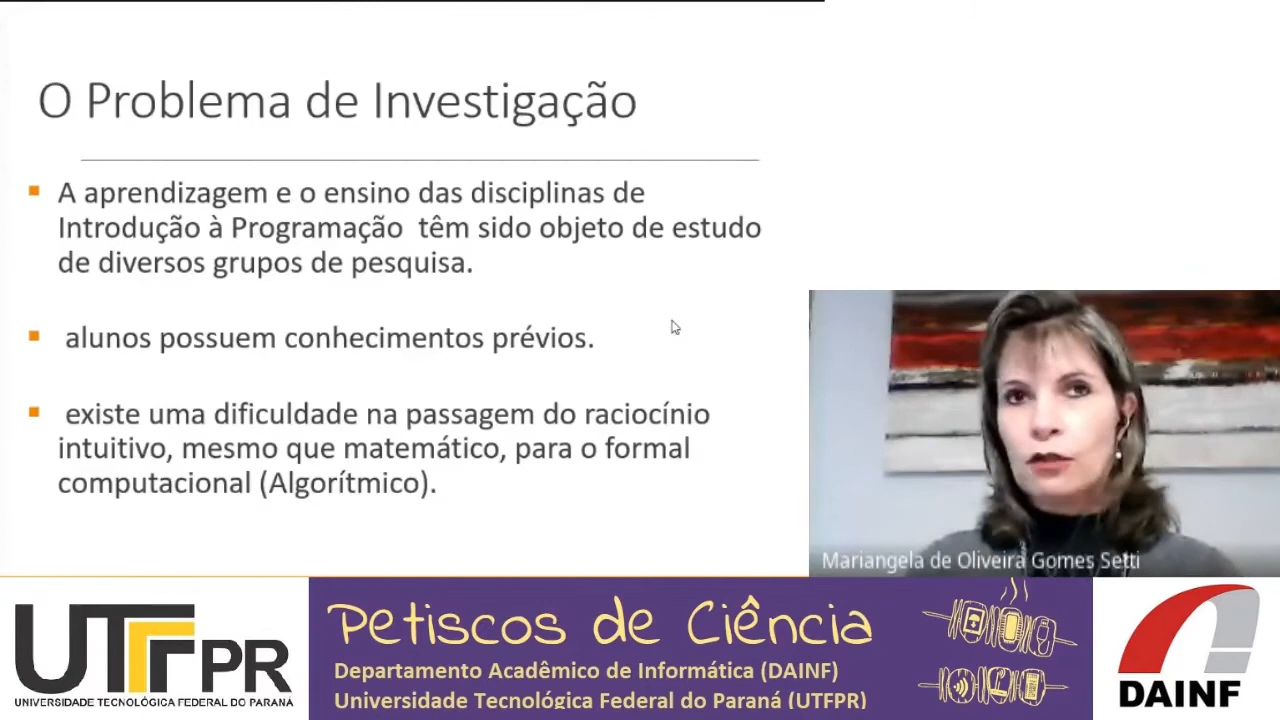 O Problema de Investigação
A aprendizagem e o ensino das disciplinas de
Introdução à Programação têm sido objeto de estudo
de diversos grupos de pesquisa.
alunos possuem conhecimentos prévios.
existe uma dificuldade na passagem do raciocínio
intuitivo, mesmo que matemático, para o formal
computacional (Algorítmico).
Mariangela de Oliveira Gomes Setti
UTFPR
UNIVERSIDADE TECNOLÓGICA FEDERAL DO PARANÁ
Petiscos de Ciência
Departamento Acadêmico de Informática (DAINF)
Universidade Tecnológica Federal do Paraná (UTFPR)
DAINF